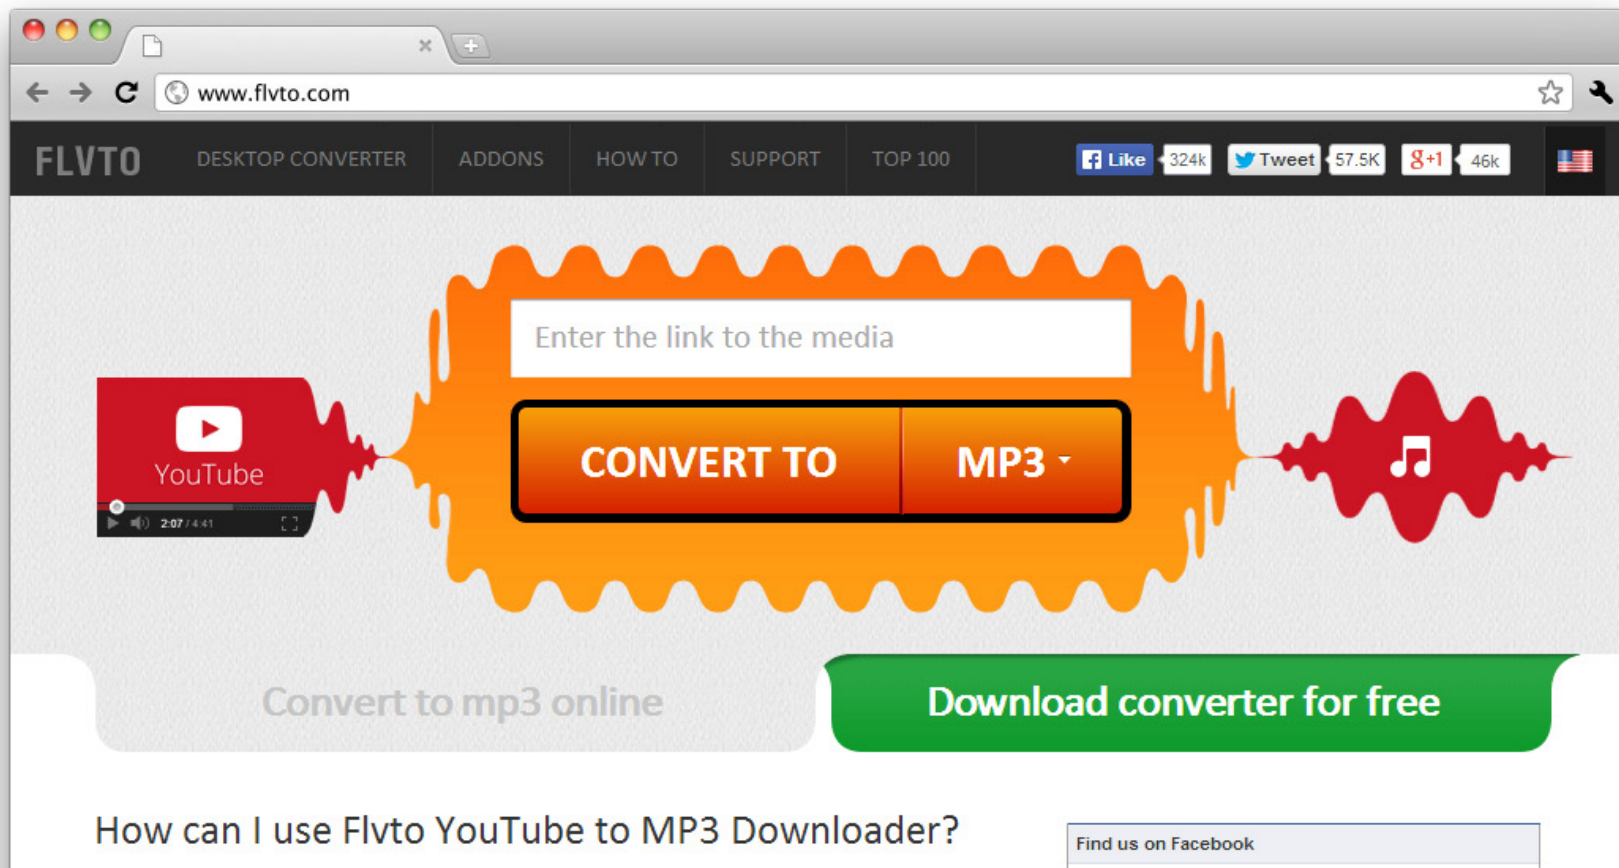 www.flvto.com
FLVTO DESKTOP CONVERTER ADDONS HOW TO SUPPORT TOP 100 Like 324k Tweet 57.5K g+1 46k
Enter the link to the media
CONVERT TO MP3
YouTube
2:07 / 4:41
Convert to mp3 online Download converter for free
How can I use Flvto YouTube to MP3 Downloader?
Find us on Facebook